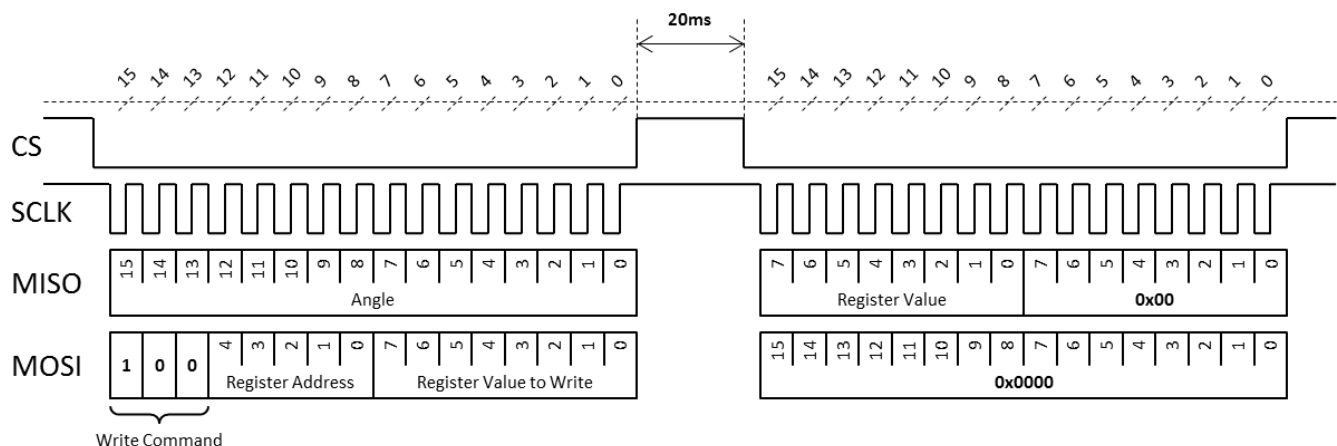 20ms
15 14 13 12 11 10 9 8 7 6 5 4 3 2 1 0 15 14 13 12 11 10 9 8 7 6 5 4 3 2 1 0
CS
SCLK
MISO 15 14 13 12 11 10 9 8 7 6 5 4 3 2 1 0 7 6 5 4 3 2 1 0 7 6 5 4 3 2 1 0
Angle Register Value 0x00
MOSI 1 0 0 4 3 2 1 0 7 6 5 4 3 2 1 0 15 14 13 12 11 10 9 8 7 6 5 4 3 2 1 0
Register Address Register Value to Write 0x0000
Write Command